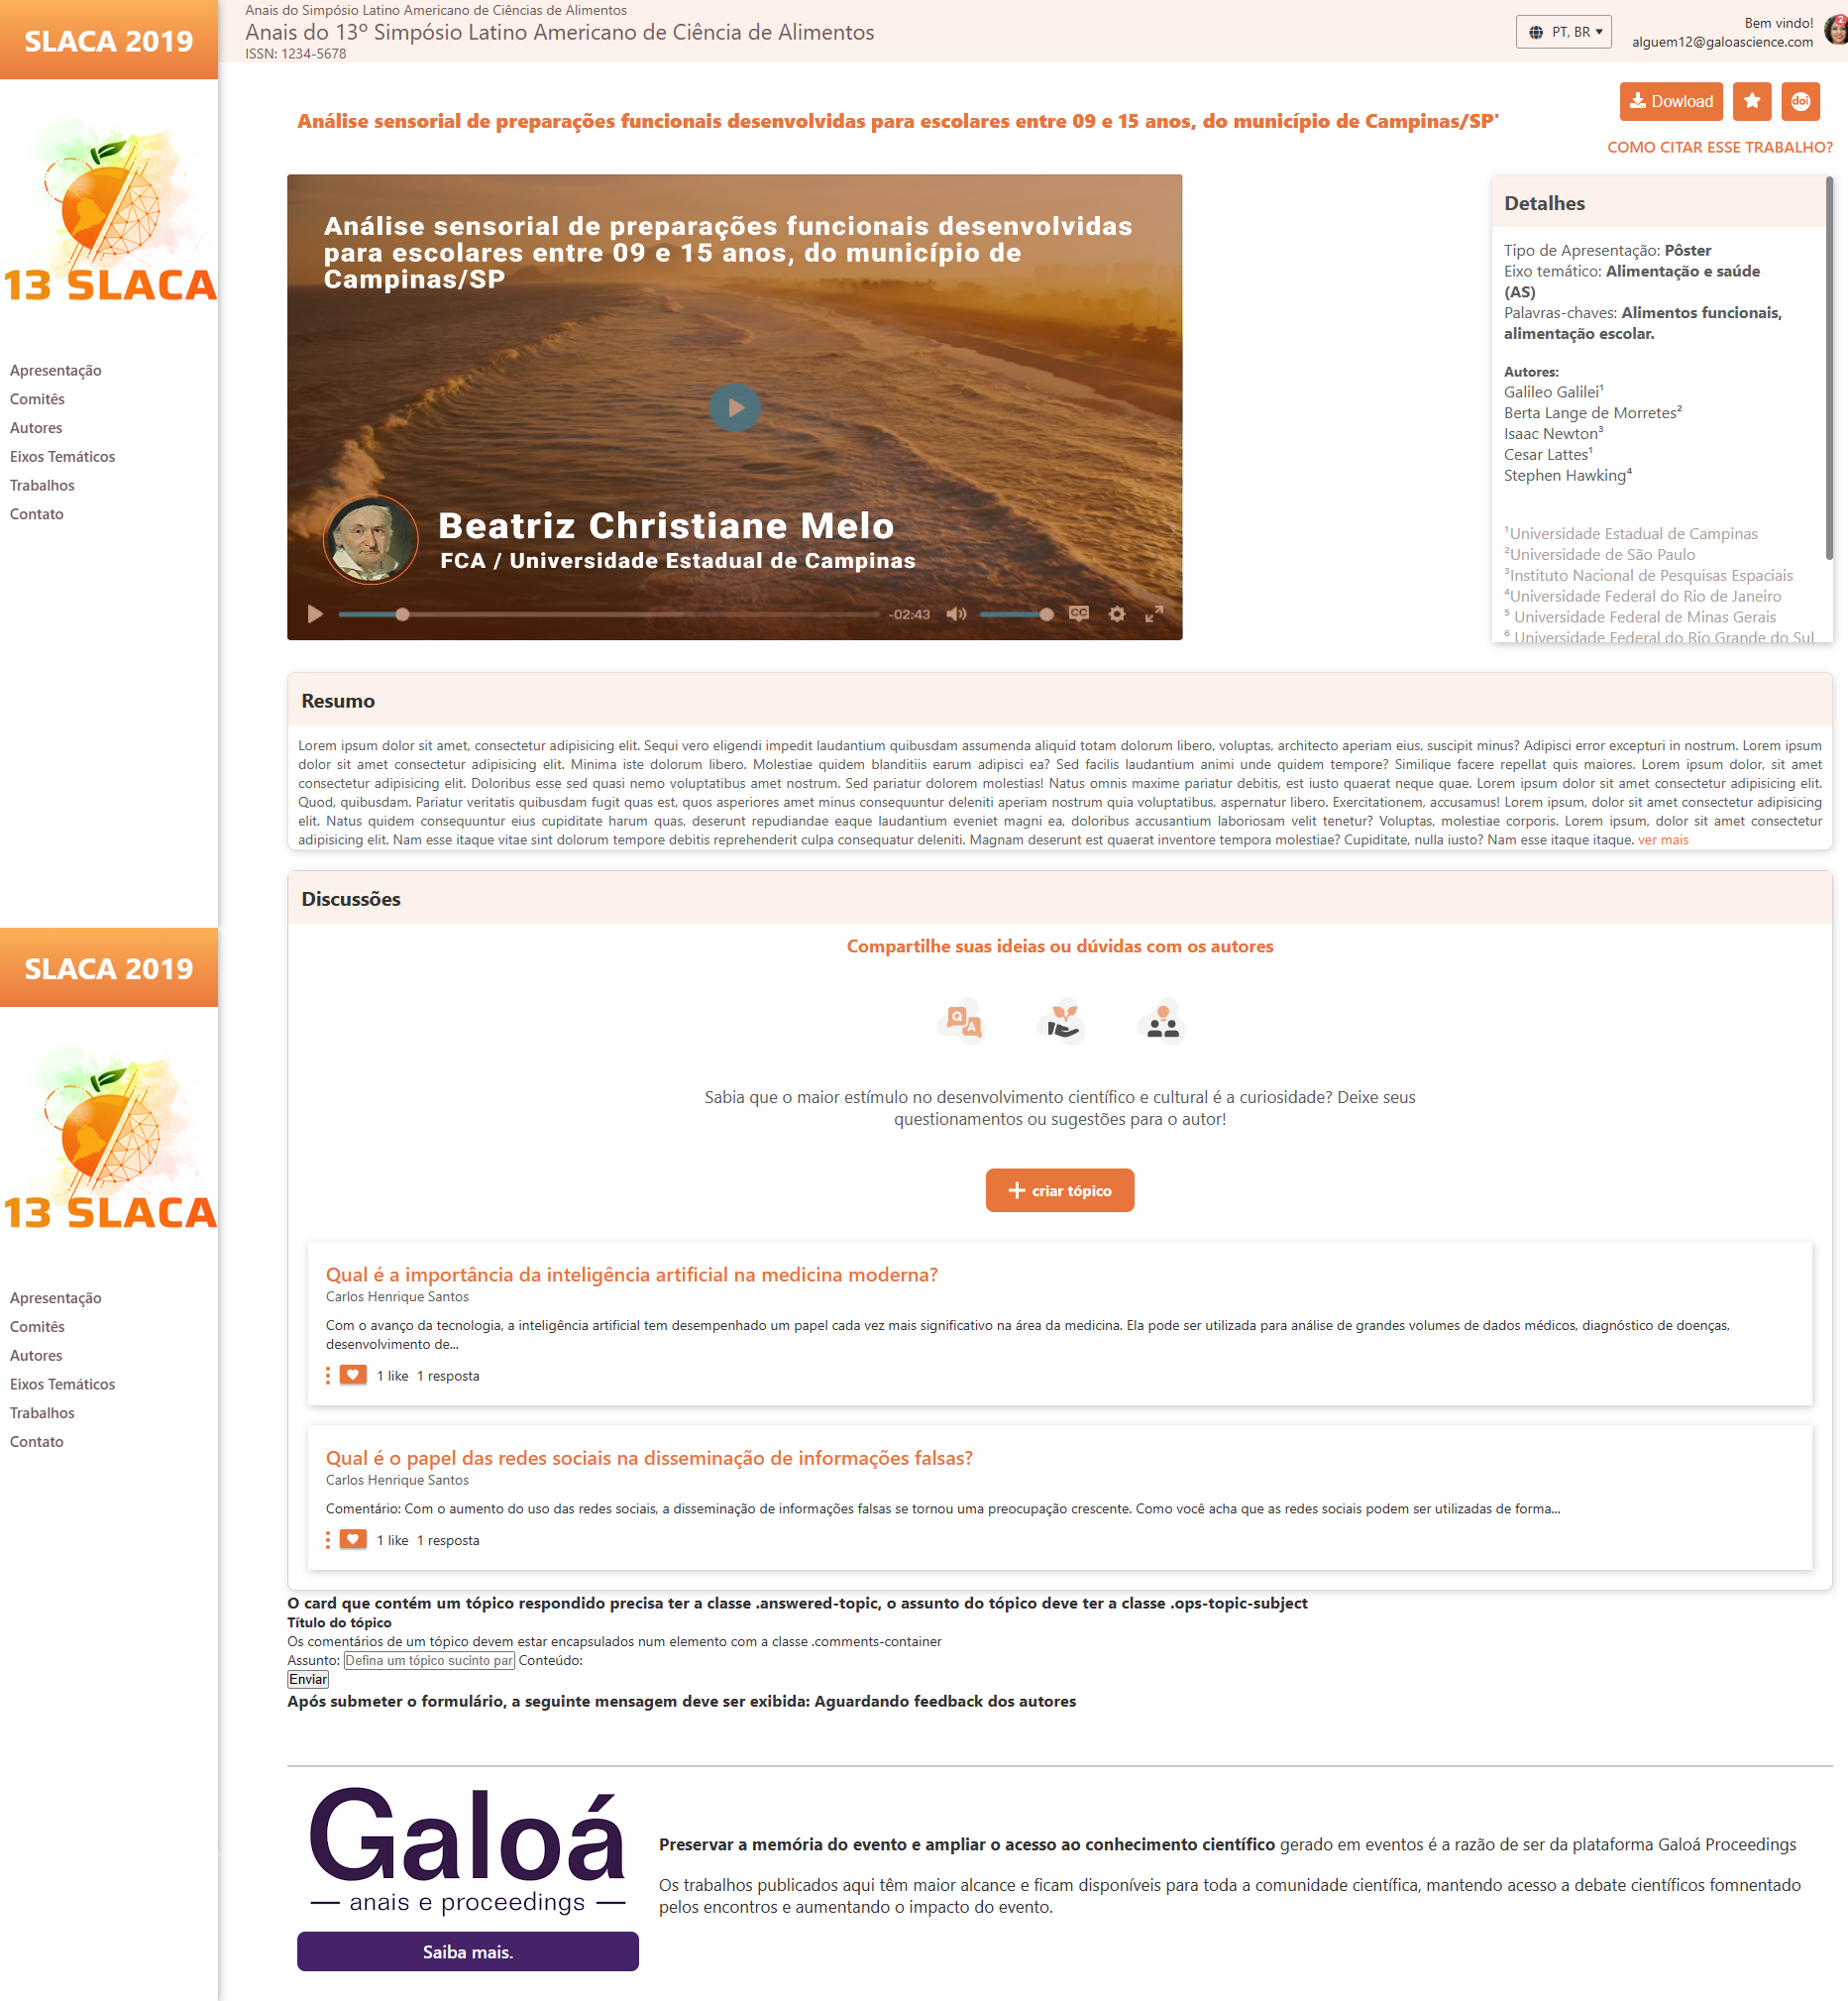 SLACA 2019
13 SLACA
Apresentação
Comitês
Autores
Eixos Temáticos
Trabalhos
Contato
SLACA 2019
13 SLACA
Apresentação
Comitês
Autores
Eixos Temáticos
Trabalhos
Contato
Anais do Simpósio Latino Americano de Ciências de Alimentos
Anais do 13º Simpósio Latino Americano de Ciência de Alimentos
ISSN: 1234-5678
PT, BR
Bem vindo!
alguem12@galoascience.com
2
Análise sensorial de preparações funcionais desenvolvidas para escolares entre 09 e 15 anos, do município de Campinas/SP'
Dowload
doi
COMO CITAR ESSE TRABALHO?
Análise sensorial de preparações funcionais desenvolvidas
para escolares entre 09 e 15 anos, do município de
Campinas/SP
Beatriz Christiane Melo
FCA / Universidade Estadual de Campinas
-02:43
CC
Detalhes
Tipo de Apresentação: Pôster
Eixo temático: Alimentação e saúde
(AS)
Palavras-chaves: Alimentos funcionais,
alimentação escolar.
Autores:
Galileo Galilei¹
Berta Lange de Morretes²
Isaac Newton³
Cesar Lattes¹
Stephen Hawking⁴
¹Universidade Estadual de Campinas
²Universidade de São Paulo
³Instituto Nacional de Pesquisas Espaciais
⁴Universidade Federal do Rio de Janeiro
⁵ Universidade Federal de Minas Gerais
⁶ Universidade Federal do Rio Grande do Sul
Resumo
Lorem ipsum dolor sit amet, consectetur adipisicing elit. Sequi vero eligendi impedit laudantium quibusdam assumenda aliquid totam dolorum libero, voluptas, architecto aperiam eius, suscipit minus? Adipisci error excepturi in nostrum. Lorem ipsum
dolor sit amet consectetur adipisicing elit. Minima iste dolorum libero. Molestiae quidem blanditiis earum adipisci ea? Sed facilis laudantium animi unde quidem tempore? Similique facere repellat quis maiores. Lorem ipsum dolor, sit amet
consectetur adipisicing elit. Doloribus esse sed quasi nemo voluptatibus amet nostrum. Sed pariatur dolorem molestias! Natus omnis maxime pariatur debitis, est iusto quaerat neque quae. Lorem ipsum dolor sit amet consectetur adipisicing elit.
Quod, quibusdam. Pariatur veritatis quibusdam fugit quas est, quos asperiores amet minus consequuntur deleniti aperiam nostrum quia voluptatibus, aspernatur libero. Exercitationem, accusamus! Lorem ipsum, dolor sit amet consectetur adipisicing
elit. Natus quidem consequuntur eius cupiditate harum quas, deserunt repudiandae eaque laudantium eveniet magni ea, doloribus accusantium laboriosam velit tenetur? Voluptas, molestiae corporis. Lorem ipsum, dolor sit amet consectetur
adipisicing elit. Nam esse itaque vitae sint dolorum tempore debitis reprehenderit culpa consequatur deleniti. Magnam deserunt est quaerat inventore tempora molestiae? Cupiditate, nulla iusto? Nam esse itaque itaque. ver mais
Discussões
Compartilhe suas ideias ou dúvidas com os autores
Q A
Sabia que o maior estímulo no desenvolvimento científico e cultural é a curiosidade? Deixe seus
questionamentos ou sugestões para o autor!
criar tópico
Qual é a importância da inteligência artificial na medicina moderna?
Carlos Henrique Santos
Com o avanço da tecnologia, a inteligência artificial tem desempenhado um papel cada vez mais significativo na área da medicina. Ela pode ser utilizada para análise de grandes volumes de dados médicos, diagnóstico de doenças,
desenvolvimento de...
1 like 1 resposta
Qual é o papel das redes sociais na disseminação de informações falsas?
Carlos Henrique Santos
Comentário: Com o aumento do uso das redes sociais, a disseminação de informações falsas se tornou uma preocupação crescente. Como você acha que as redes sociais podem ser utilizadas de forma...
1 like 1 resposta
O card que contém um tópico respondido precisa ter a classe .answered-topic, o assunto do tópico deve ter a classe .ops-topic-subject
Título do tópico
Os comentários de um tópico devem estar encapsulados num elemento com a classe .comments-container
Assunto: Defina um tópico sucinto par Conteúdo:
Enviar
Após submeter o formulário, a seguinte mensagem deve ser exibida: Aguardando feedback dos autores
Galoá
anais e proceedings
Saiba mais.
Preservar a memória do evento e ampliar o acesso ao conhecimento científico gerado em eventos é a razão de ser da plataforma Galoá Proceedings
Os trabalhos publicados aqui têm maior alcance e ficam disponíveis para toda a comunidade científica, mantendo acesso a debate científicos fomnentado
pelos encontros e aumentando o impacto do evento.